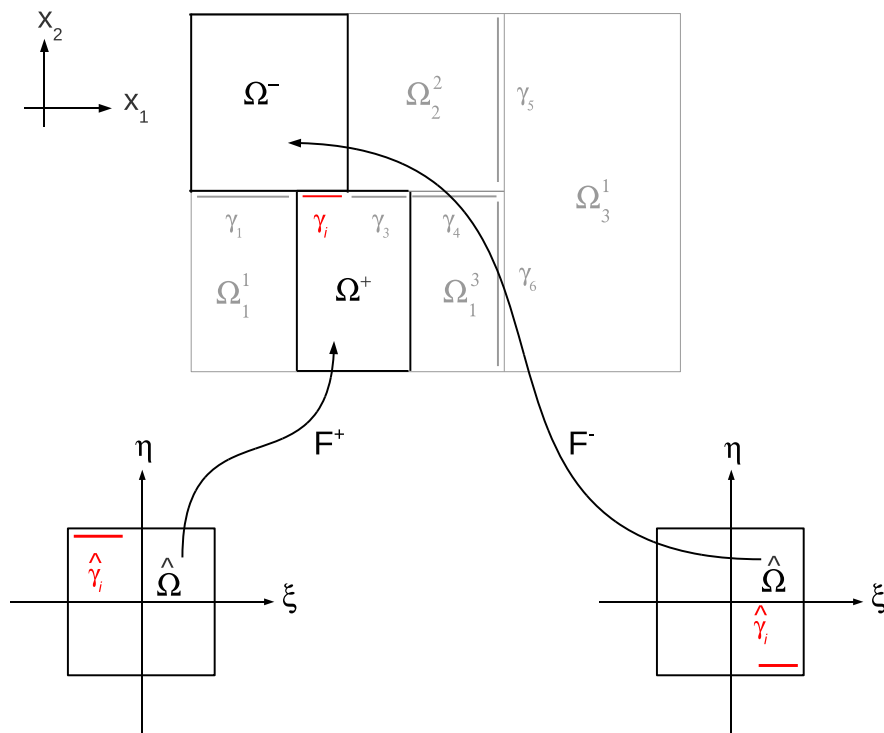 X₂
X₁
Ω⁻
Ω₂²
γ₅
Ω₃¹
γ₁
γᵢ
γ₃
γ₄
Ω₁¹
Ω⁺
Ω₁³
γ₆
F⁺
F⁻
η
η
γ̂ᵢ
Ω̂
ξ
Ω̂
γ̂ᵢ
ξ